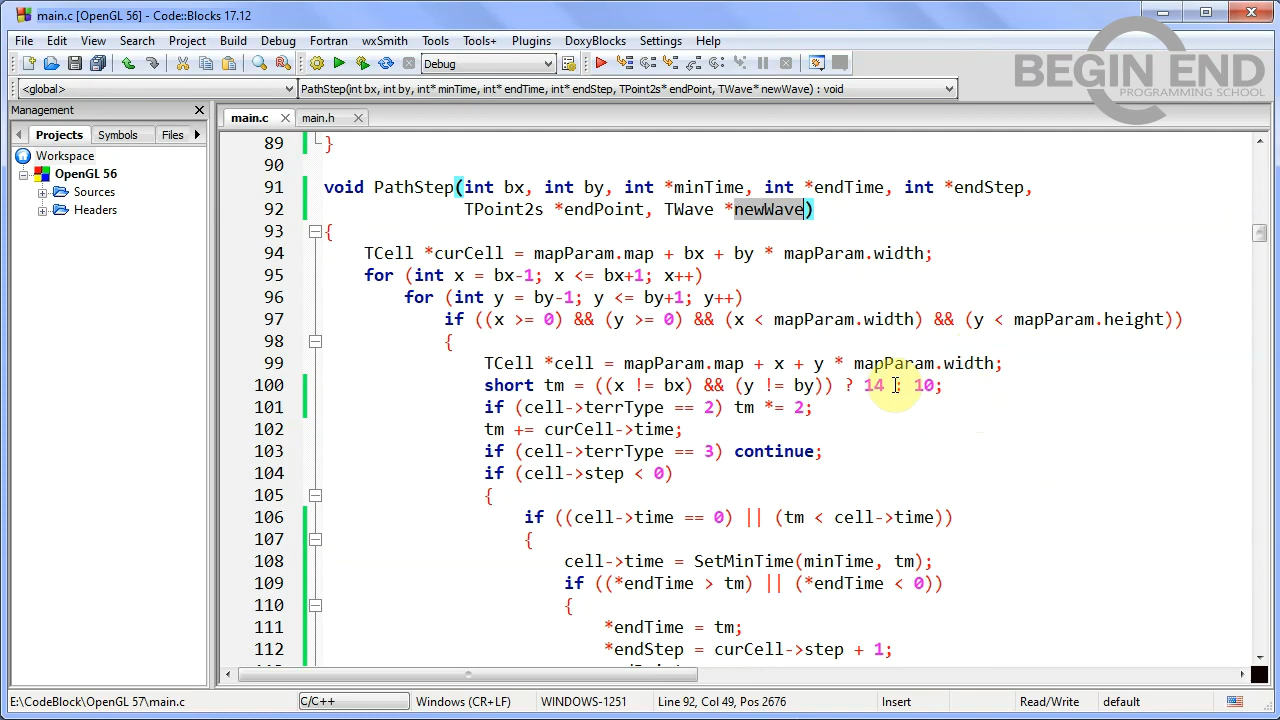 main.c [OpenGL 56] - Code::Blocks 17.12
File Edit View Search Project Build Debug Fortran wxSmith Tools Tools+ Plugins DoxyBlocks Settings Help
BEGIN END
PROGRAMMING SCHOOL
Debug
<global>
PathStep(int bx, int by, int* minTime, int* endTime, int* endStep, TPoint2s* endPoint, TWave* newWave) : void
Management
Projects Symbols Files
Workspace
OpenGL 56
Sources
Headers
main.c main.h
89 }
90
91 void PathStep(int bx, int by, int *minTime, int *endTime, int *endStep,
92 TPoint2s *endPoint, TWave *newWave)
93 {
94 TCell *curCell = mapParam.map + bx + by * mapParam.width;
95 for (int x = bx-1; x <= bx+1; x++)
96 for (int y = by-1; y <= by+1; y++)
97 if ((x >= 0) && (y >= 0) && (x < mapParam.width) && (y < mapParam.height))
98 {
99 TCell *cell = mapParam.map + x + y * mapParam.width;
100 short tm = ((x != bx) && (y != by)) ? 14 : 10;
101 if (cell->terrType == 2) tm *= 2;
102 tm += curCell->time;
103 if (cell->terrType == 3) continue;
104 if (cell->step < 0)
105 {
106 if ((cell->time == 0) || (tm < cell->time))
107 {
108 cell->time = SetMinTime(minTime, tm);
109 if ((*endTime > tm) || (*endTime < 0))
110 {
111 *endTime = tm;
112 *endStep = curCell->step + 1;
E:\CodeBlock\OpenGL 57\main.c C/C++ Windows (CR+LF) WINDOWS-1251 Line 92, Col 49, Pos 2676 Insert Read/Write default